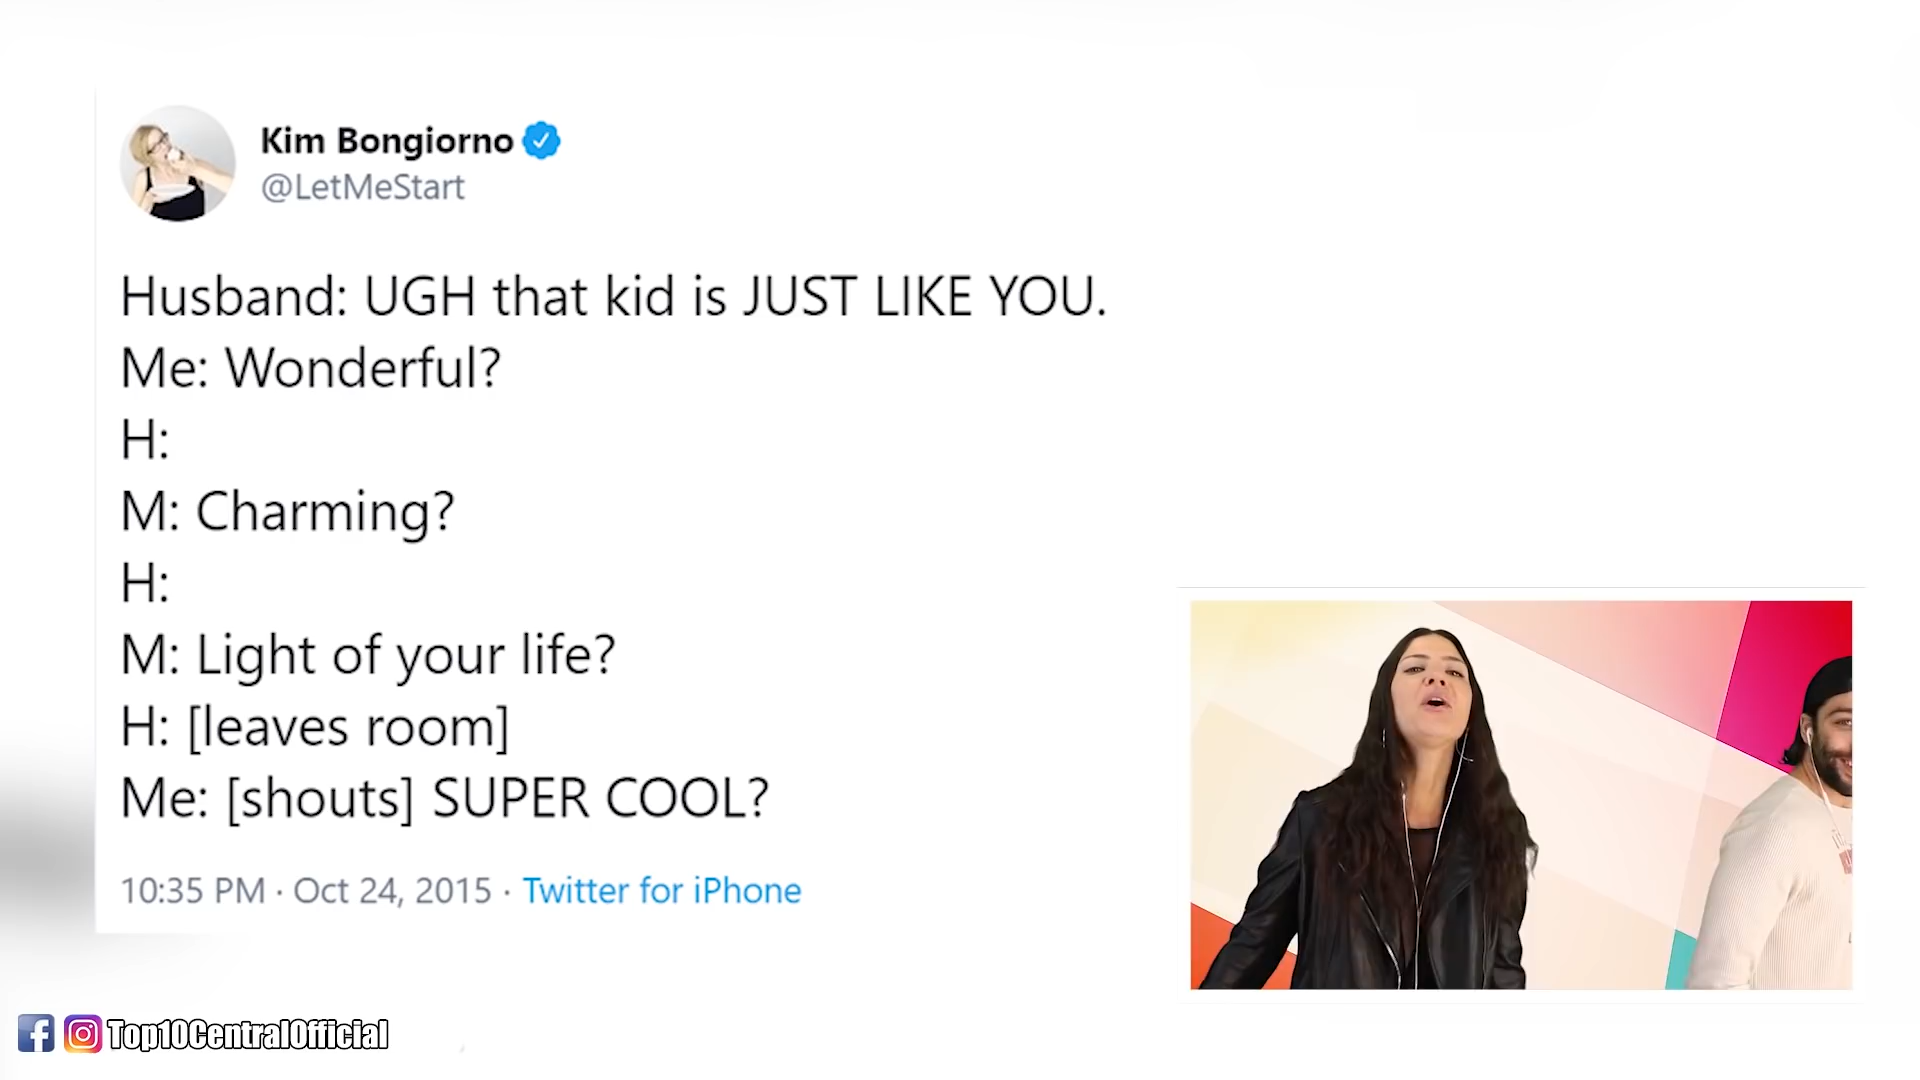 Kim Bongiorno
@LetMeStart
Husband: UGH that kid is JUST LIKE YOU.
Me: Wonderful?
H:
M: Charming?
H:
M: Light of your life?
H: [leaves room]
Me: [shouts] SUPER COOL?
10:35 PM · Oct 24, 2015 · Twitter for iPhone
Top10CentralOfficial